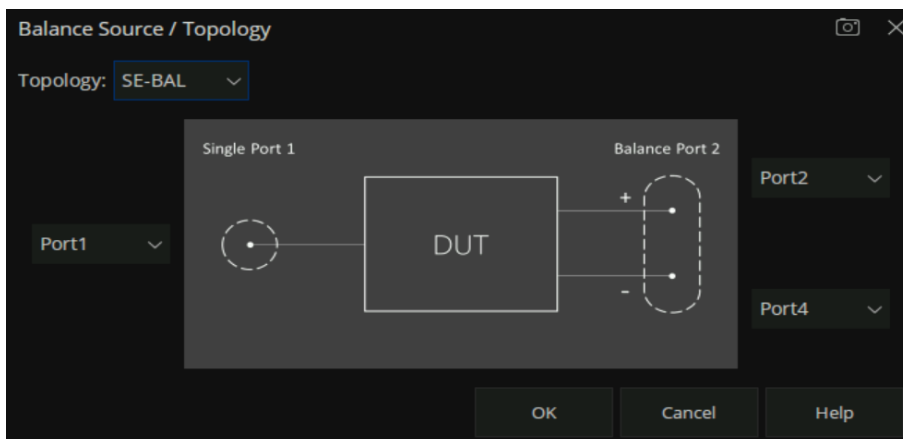 Balance Source / Topology
Topology: SE-BAL
Single Port 1
Balance Port 2
Port2
+
Port1
DUT
-
Port4
OK
Cancel
Help